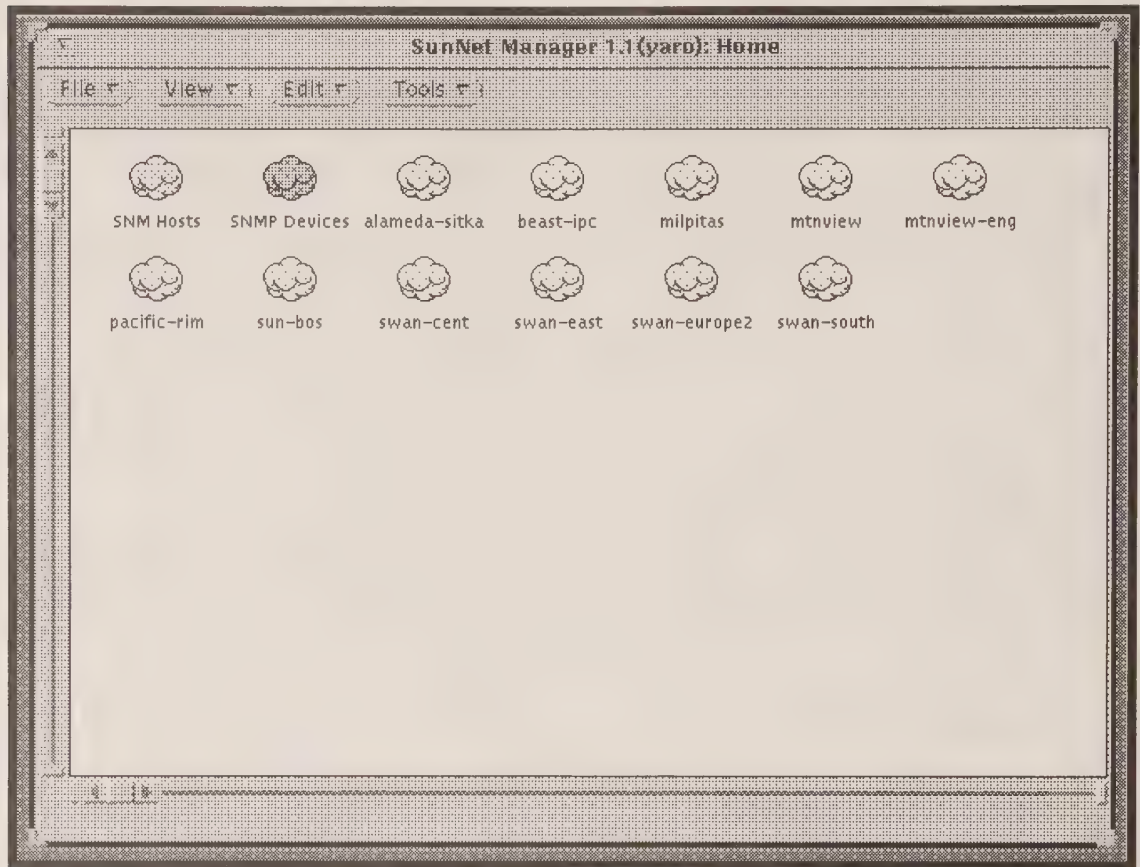 SunNet Manager 1.1(yaro): Home
File View Edit Tools
SNM Hosts SNMP Devices alameda-sitka beast-ipc milpitas mtnview mtnview-eng
pacific-rim sun-bos swan-cent swan-east swan-europe2 swan-south